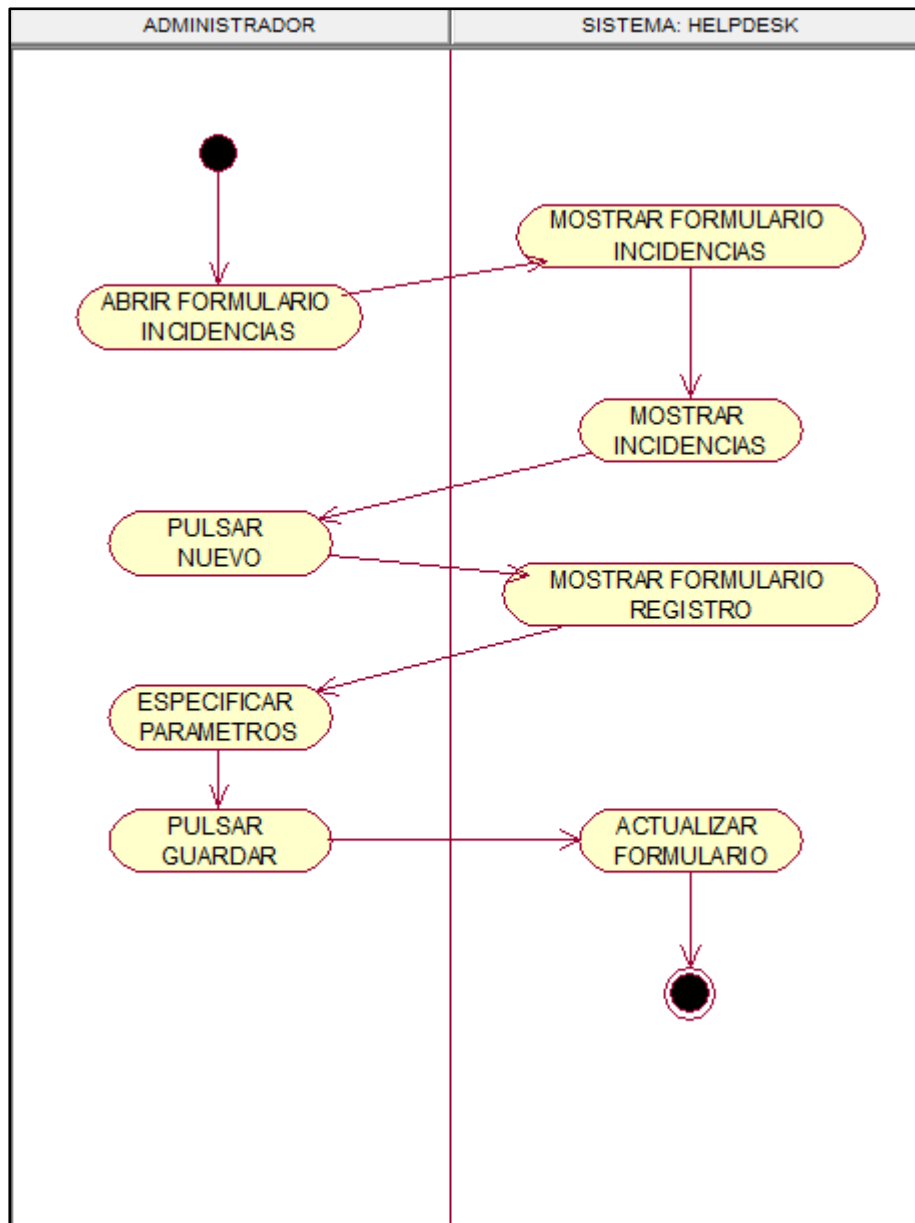 ADMINISTRADOR
SISTEMA: HELPDESK
MOSTRAR FORMULARIO
INCIDENCIAS
ABRIR FORMULARIO
INCIDENCIAS
MOSTRAR
INCIDENCIAS
PULSAR
NUEVO
MOSTRAR FORMULARIO
REGISTRO
ESPECIFICAR
PARAMETROS
PULSAR
GUARDAR
ACTUALIZAR
FORMULARIO